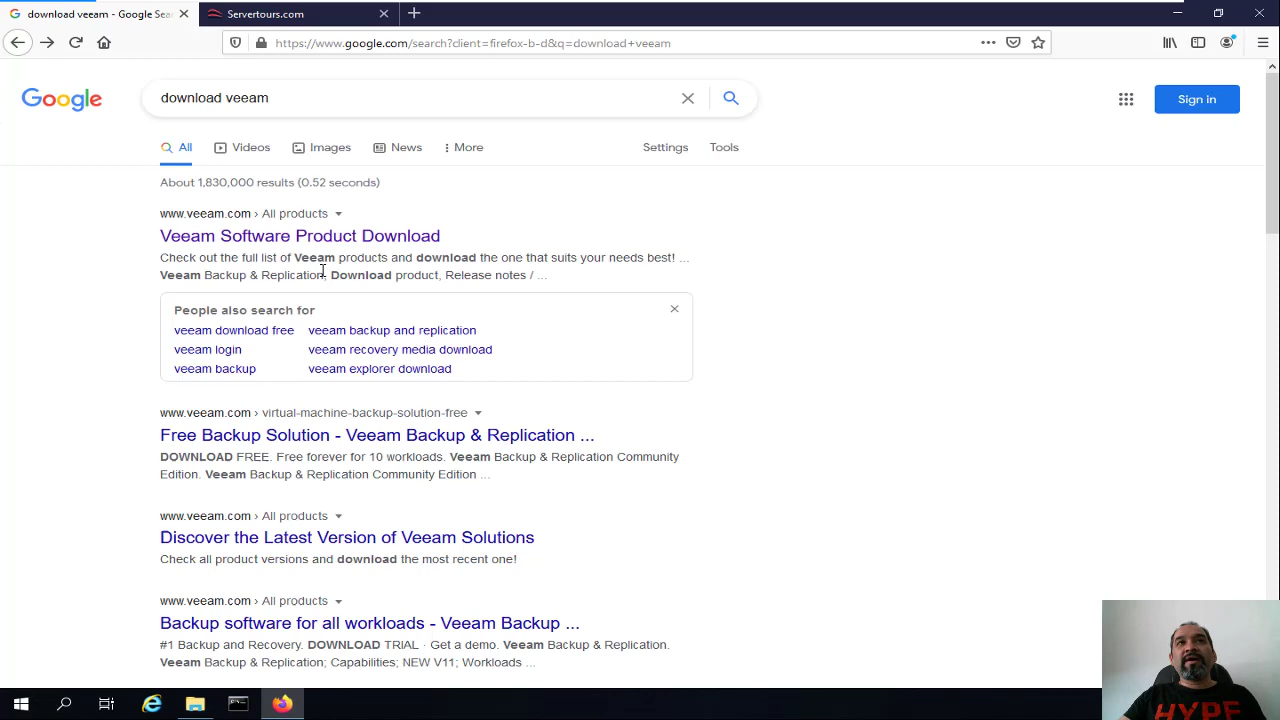 download veeam - Google Sea
Servertours.com
https://www.google.com/search?client=firefox-b-d&q=download+veeam
Google
download veeam
Sign in
All
Videos
Images
News
More
Settings
Tools
About 1,830,000 results (0.52 seconds)
www.veeam.com › All products
Veeam Software Product Download
Check out the full list of Veeam products and download the one that suits your needs best! ...
Veeam Backup & Replication; Download product, Release notes / ...
People also search for
veeam download free
veeam backup and replication
veeam login
veeam recovery media download
veeam backup
veeam explorer download
www.veeam.com › virtual-machine-backup-solution-free
Free Backup Solution - Veeam Backup & Replication ...
DOWNLOAD FREE. Free forever for 10 workloads. Veeam Backup & Replication Community
Edition. Veeam Backup & Replication Community Edition ...
www.veeam.com › All products
Discover the Latest Version of Veeam Solutions
Check all product versions and download the most recent one!
www.veeam.com › All products
Backup software for all workloads - Veeam Backup ...
#1 Backup and Recovery. DOWNLOAD TRIAL · Get a demo. Veeam Backup & Replication.
Veeam Backup & Replication; Capabilities; NEW V11; Workloads ...
HYPE